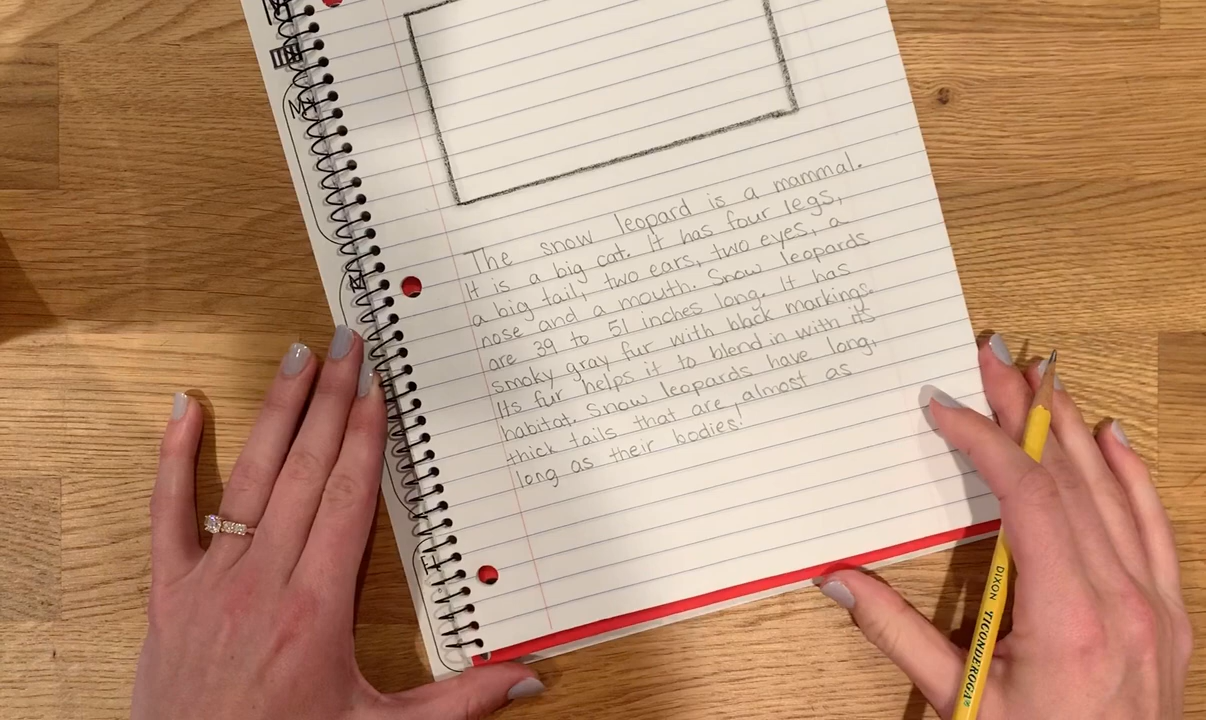 The snow leopard is a mammal.
It is a big cat. It has four legs,
a big tail, two ears, two eyes, a
nose and a mouth. Snow leopards
are 39 to 51 inches long. It has
smoky gray fur with black markings.
Its fur helps it to blend in with its
habitat. Snow leopards have long,
thick tails that are almost as
long as their bodies!
DIXON TICONDEROGA®